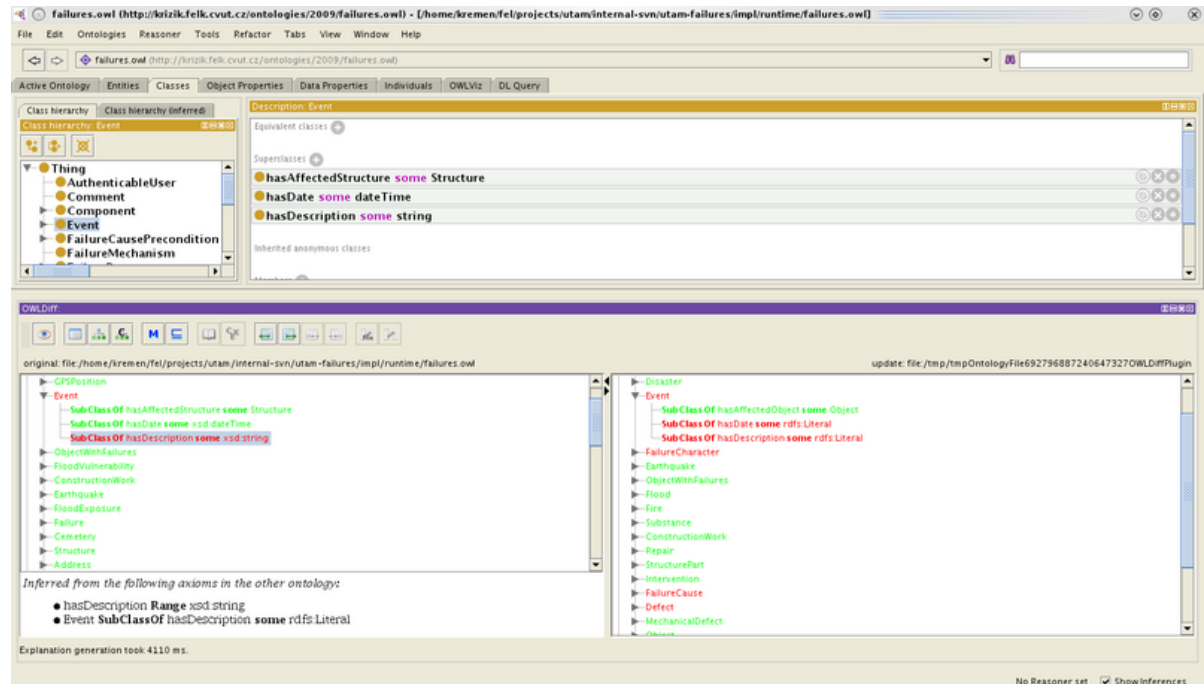 failures.owl (http://krizik.felk.cvut.cz/ontologies/2009/failures.owl) - [/home/kremen/fel/projects/utam/internal-svn/utam-failures/impl/runtime/failures.owl]
File Edit Ontologies Reasoner Tools Refactor Tabs View Window Help
failures.owl (http://krizik.felk.cvut.cz/ontologies/2009/failures.owl)
Active Ontology Entities Classes Object Properties Data Properties Individuals OWLViz DL Query
Class hierarchy Class hierarchy (inferred)
Class hierarchy: Event
Thing
AuthenticableUser
Comment
Component
Event
FailureCausePrecondition
FailureMechanism
Description: Event
Equivalent classes
Superclasses
hasAffectedStructure some Structure
hasDate some dateTime
hasDescription some string
Inherited anonymous classes
OWLDiff:
original: file:/home/kremen/fel/projects/utam/internal-svn/utam-failures/impl/runtime/failures.owl
update: file:/tmp/tmpOntologyFile6927968872406473270WLDiffPlugin
GPSPosition
Event
SubClassOf hasAffectedStructure some Structure
SubClassOf hasDate some xsd:dateTime
SubClassOf hasDescription some xsd:string
ObjectWithFailures
FloodVulnerability
ConstructionWork
Earthquake
FloodExposure
Failure
Cemetery
Structure
Address
Inferred from the following axioms in the other ontology:
hasDescription Range xsd:string
Event SubClassOf hasDescription some rdfs:Literal
Disaster
Event
SubClassOf hasAffectedObject some Object
SubClassOf hasDate some rdfs:Literal
SubClassOf hasDescription some rdfs:Literal
FailureCharacter
Earthquake
ObjectWithFailures
Flood
Fire
Substance
ConstructionWork
Repair
StructurePart
Intervention
FailureCause
Defect
MechanicalDefect
Object
Explanation generation took 4110 ms.
No Reasoner set Show Inferences